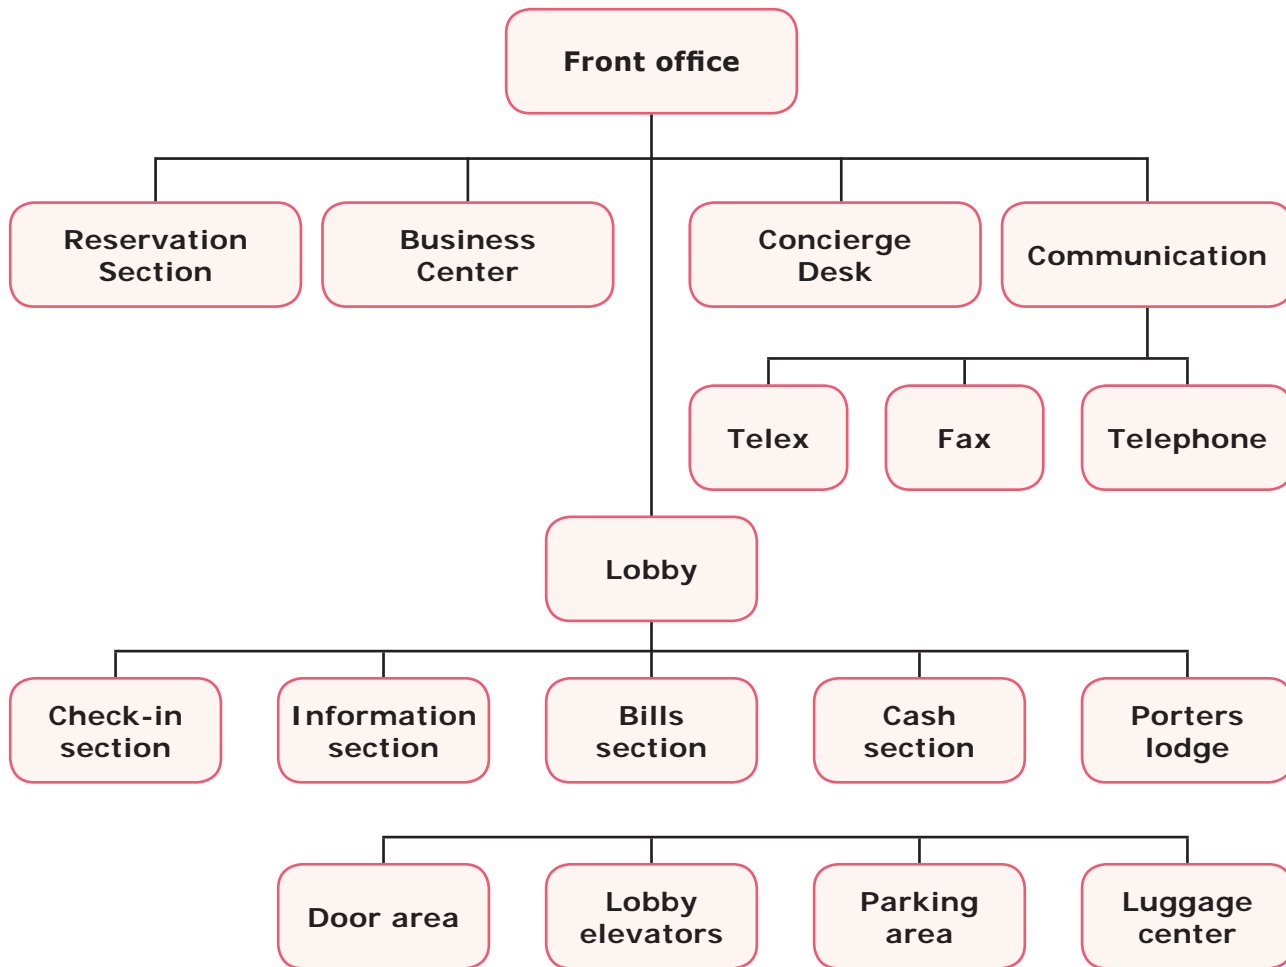 Front office
Reservation
Section
Business
Center
Concierge
Desk
Communication
Telex
Fax
Telephone
Lobby
Check-in
section
Information
section
Bills
section
Cash
section
Porters
lodge
Door area
Lobby
elevators
Parking
area
Luggage
center